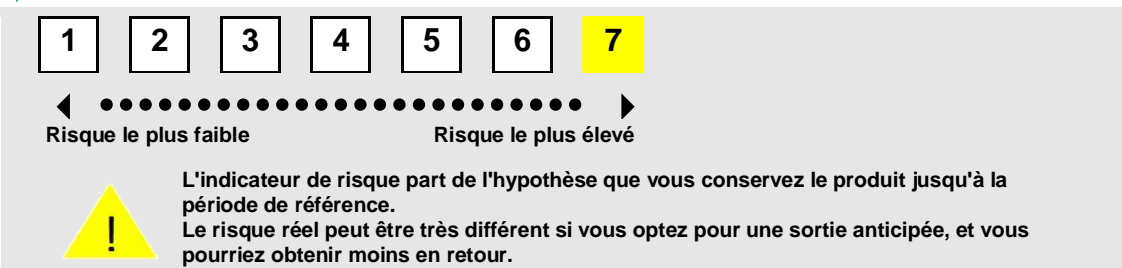 1 2 3 4 5 6 7
Risque le plus faible Risque le plus élevé
L'indicateur de risque part de l'hypothèse que vous conservez le produit jusqu'à la
période de référence.
Le risque réel peut être très différent si vous optez pour une sortie anticipée, et vous
pourriez obtenir moins en retour.
!